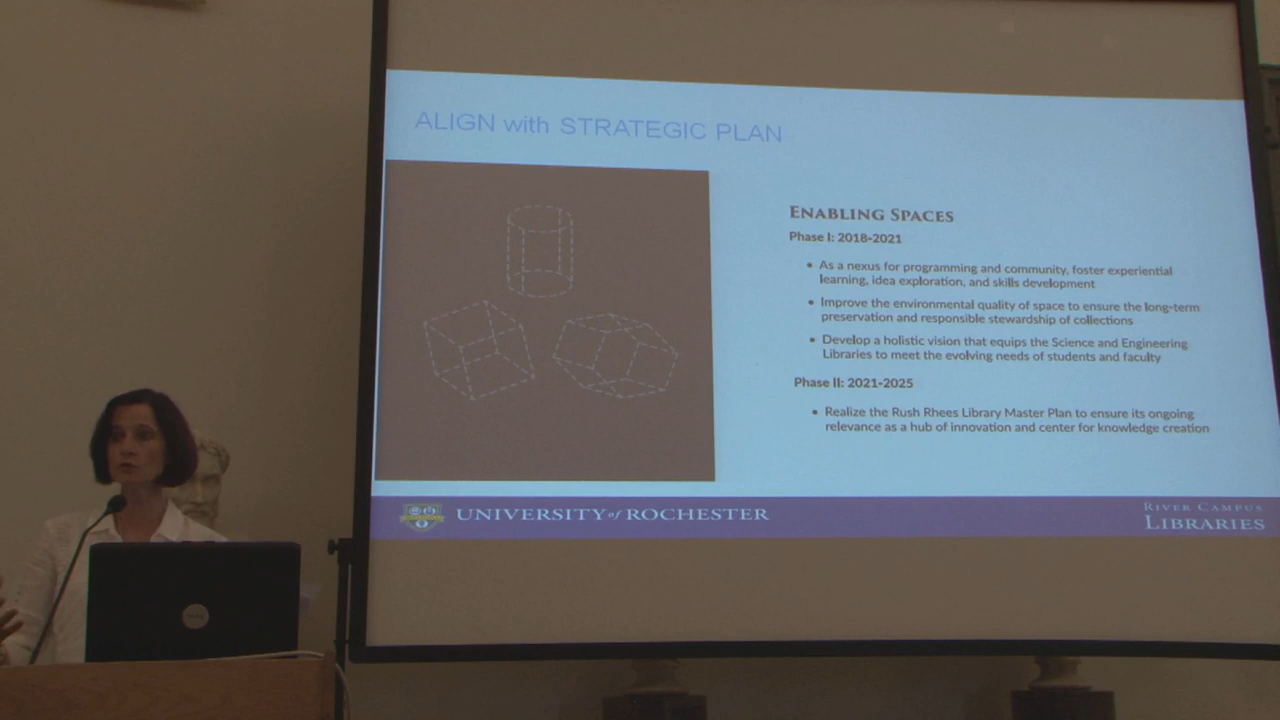 ALIGN with STRATEGIC PLAN
ENABLING SPACES
Phase I: 2018-2021
• As a nexus for programming and community, foster experiential
learning, idea exploration, and skills development
• Improve the environmental quality of space to ensure the long-term
preservation and responsible stewardship of collections
• Develop a holistic vision that equips the Science and Engineering
Libraries to meet the evolving needs of students and faculty
Phase II: 2021-2025
• Realize the Rush Rhees Library Master Plan to ensure its ongoing
relevance as a hub of innovation and center for knowledge creation
UNIVERSITY of ROCHESTER
RIVER CAMPUS
LIBRARIES